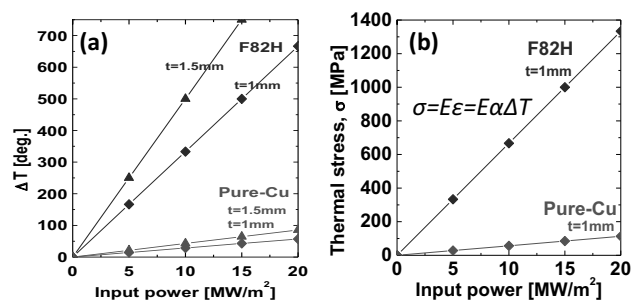 (a)
F82H
t=1.5mm
t=1mm
Pure-Cu
t=1.5mm
t=1mm
700
600
500
400
300
200
100
0
Δ T [deg.]
0 5 10 15 20
Input power [MW/m²]
(b)
F82H
t=1mm
σ=Eε=EαΔT
Pure-Cu
t=1mm
1400
1200
1000
800
600
400
200
0
Thermal stress, σ [MPa]
0 5 10 15 20
Input power [MW/m²]